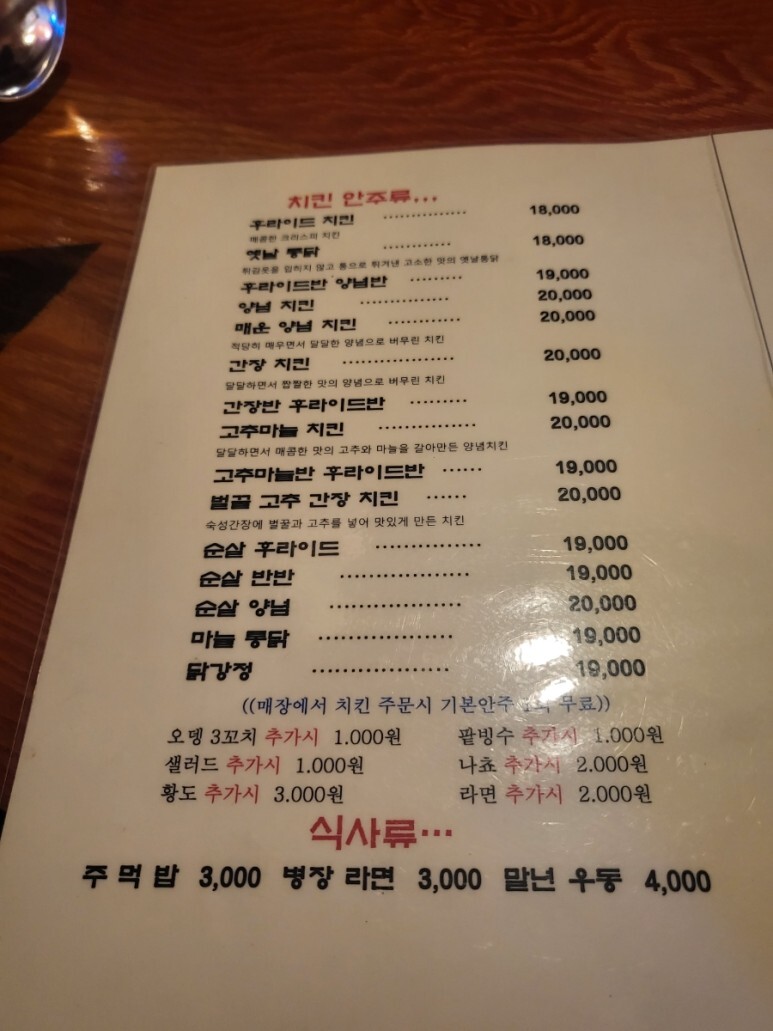 치킨 안주류...
후라이드 치킨 ················ 18,000
매콤한 크리스피 치킨
옛날 통닭 ············· 18,000
튀김옷을 입히지 않고 통으로 튀겨낸 고소한 맛의 옛날통닭
후라이드반 양념반 ·········· 19,000
양념 치킨 ················ 20,000
매운 양념 치킨 ············· 20,000
적당히 매우면서 달달한 양념으로 버무린 치킨
간장 치킨 ···················· 20,000
달달하면서 짭짤한 맛의 양념으로 버무린 치킨
간장반 후라이드반 ········· 19,000
고추마늘 치킨 ··············· 20,000
달달하면서 매콤한 맛의 고추와 마늘을 갈아만든 양념치킨
고추마늘반 후라이드반 ······ 19,000
벌꿀 고추 간장 치킨 ······ 20,000
숙성간장에 벌꿀과 고추를 넣어 맛있게 만든 치킨
순살 후라이드 ················ 19,000
순살 반반 ··················· 19,000
순살 양념 ··················· 20,000
마늘 통닭 ··················· 19,000
닭강정 ···················· 19,000
((매장에서 치킨 주문시 기본안주 무료))
오뎅 3꼬치 추가시 1.000원 팥빙수 추가시 1.000원
샐러드 추가시 1.000원 나쵸 추가시 2.000원
황도 추가시 3.000원 라면 추가시 2.000원
식사류...
주 먹 밥 3,000 병장 라면 3,000 말년 우동 4,000